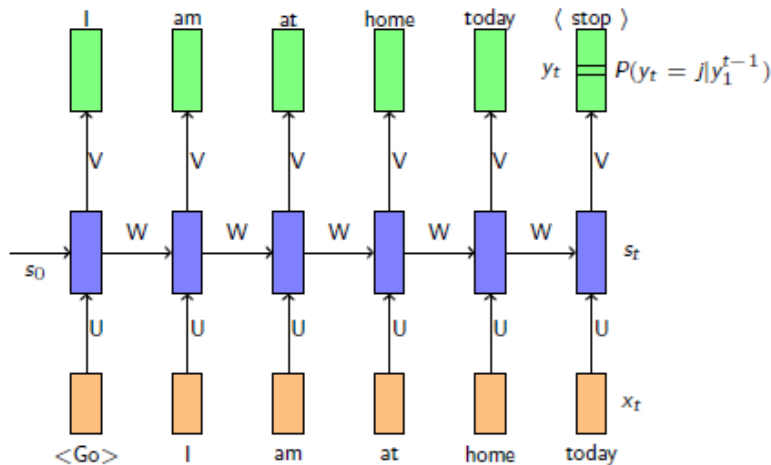 I am at home today ⟨ stop ⟩
y_t P(y_t = j|y_1^{t−1})
V V V V V V
W W W W W
s_0 s_t
U U U U U U
x_t
<Go> I am at home today